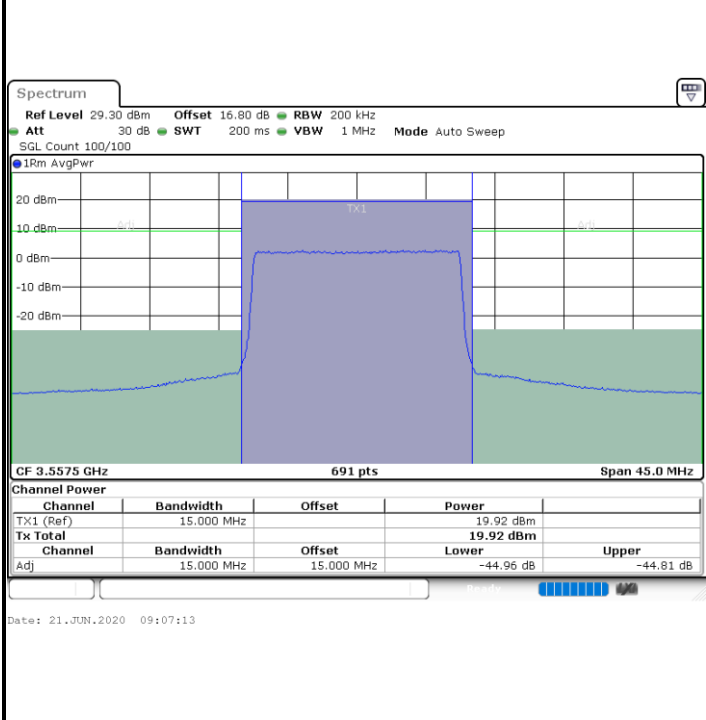 Spectrum
Ref Level 29.30 dBm Offset 16.80 dB RBW 200 kHz
Att 30 dB SWT 200 ms VBW 1 MHz Mode Auto Sweep
SGL Count 100/100
1Rm AvgPwr
20 dBm
TX1
Adj Adj
10 dBm
0 dBm
-10 dBm
-20 dBm
CF 3.5575 GHz 691 pts Span 45.0 MHz
Channel Power
Channel Bandwidth Offset Power
TX1 (Ref) 15.000 MHz 19.92 dBm
Tx Total 19.92 dBm
Channel Bandwidth Offset Lower Upper
Adj 15.000 MHz 15.000 MHz -44.96 dB -44.81 dB
Ready
Date: 21.JUN.2020 09:07:13